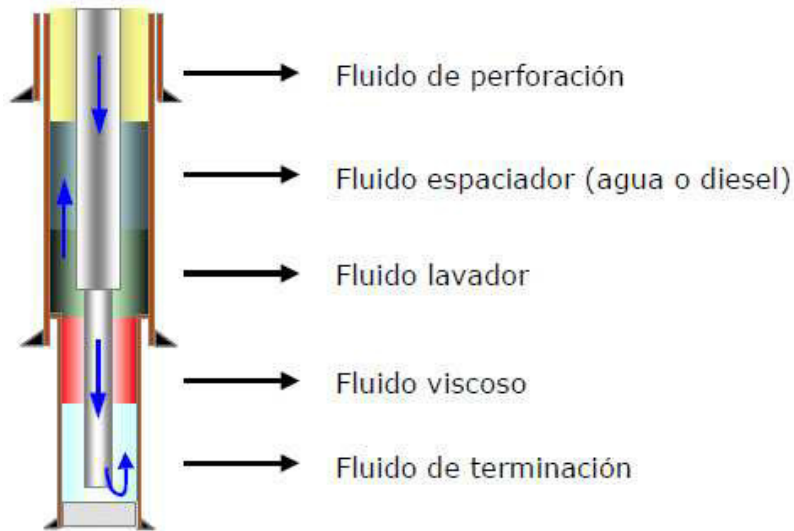 Fluido de perforación
Fluido espaciador (agua o diesel)
Fluido lavador
Fluido viscoso
Fluido de terminación